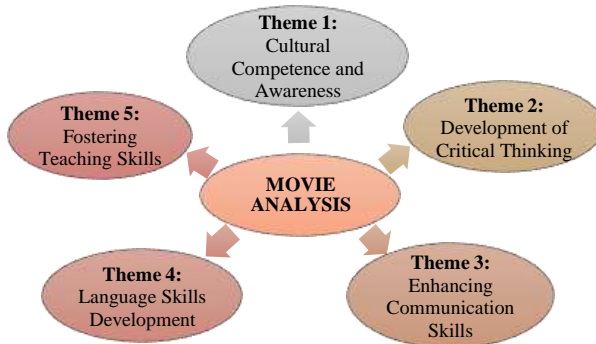 Theme 1:
Cultural
Competence and
Awareness
Theme 2:
Development of
Critical Thinking
Theme 5:
Fostering
Teaching Skills
MOVIE
ANALYSIS
Theme 3:
Enhancing
Communication
Skills
Theme 4:
Language Skills
Development